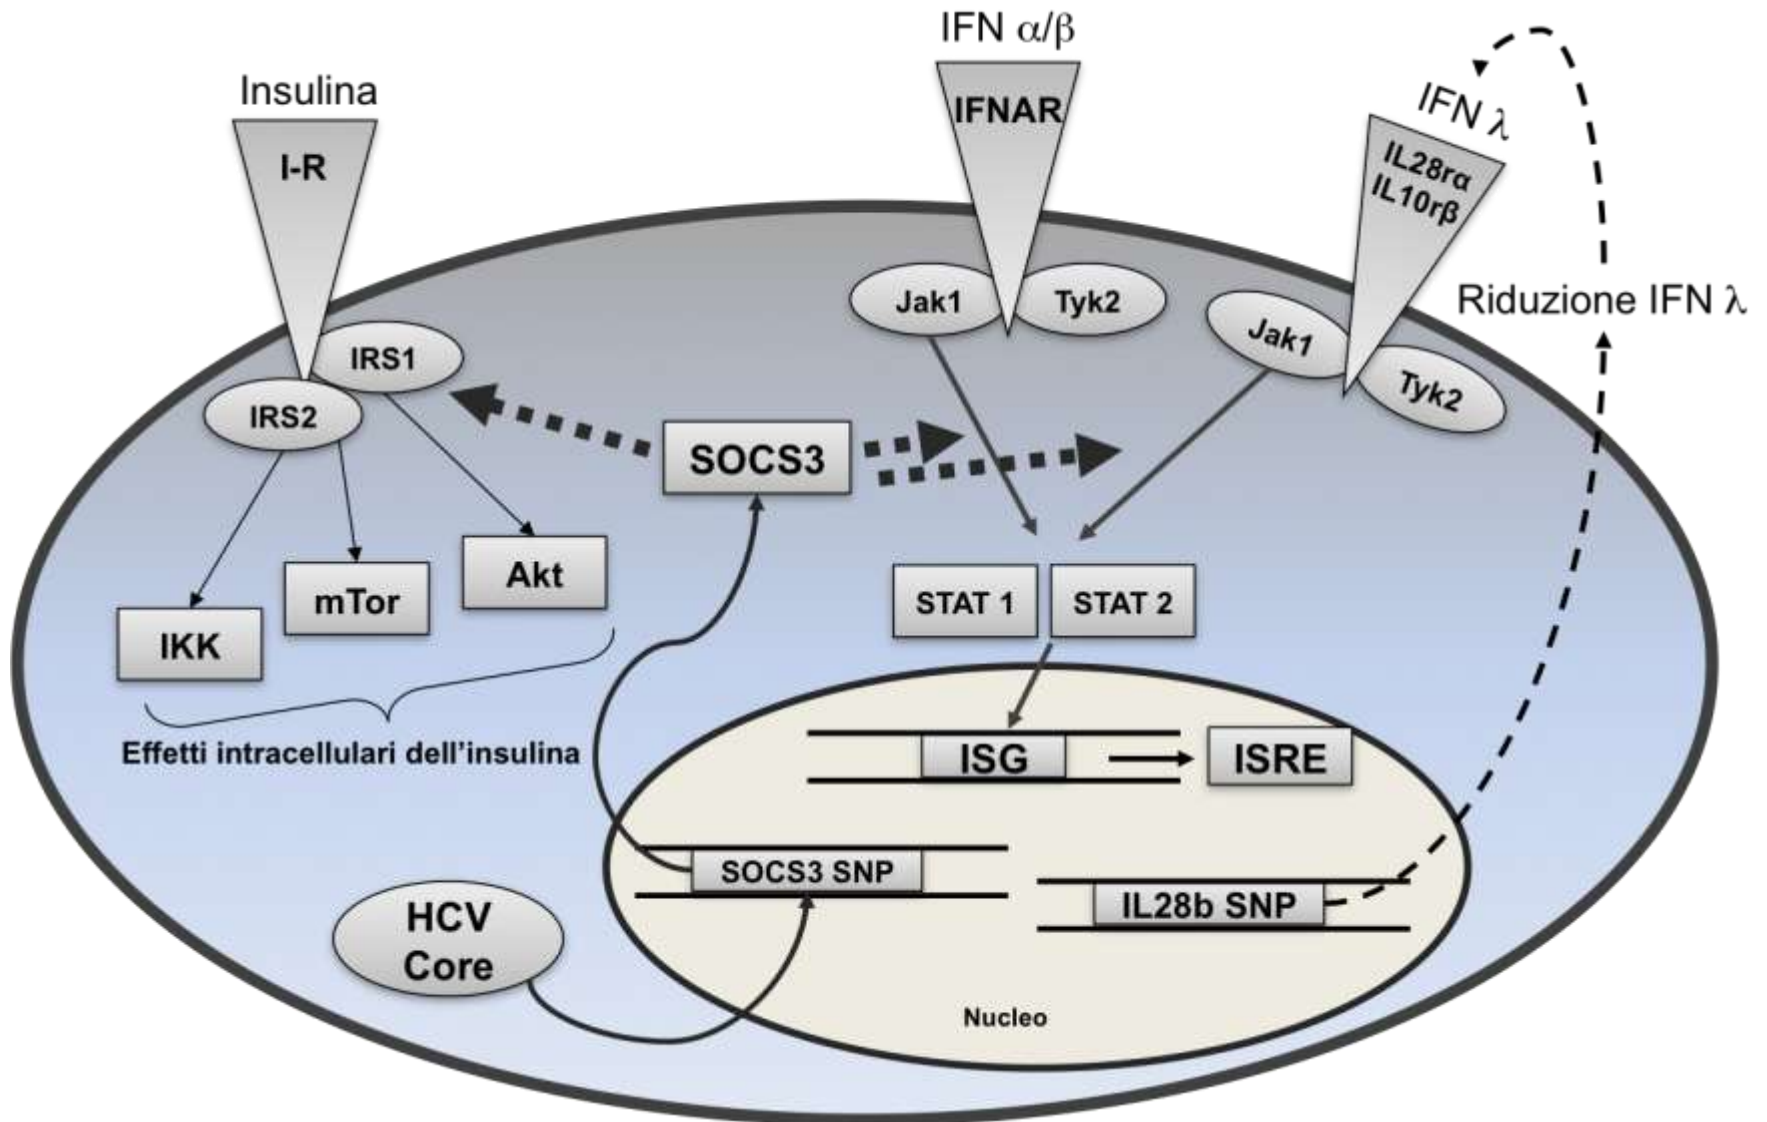 IFN α/β
Insulina
IFNAR
IFN λ
I-R
IL28rα
IL10rβ
Jak1
Tyk2
Riduzione IFN λ
Jak1
Tyk2
IRS1
IRS2
SOCS3
Akt
mTor
IKK
STAT 1
STAT 2
Effetti intracellulari dell’insulina
ISG
ISRE
SOCS3 SNP
IL28b SNP
HCV
Core
Nucleo